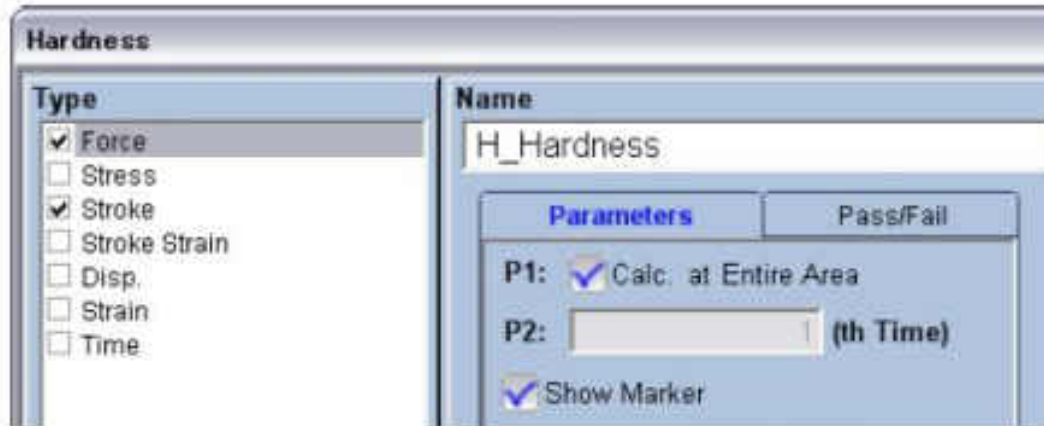 Hardness
Type
Force
Stress
Stroke
Stroke Strain
Disp.
Strain
Time
Name
H_Hardness
Parameters
Pass/Fail
P1: Calc. at Entire Area
P2: 1 (th Time)
Show Marker